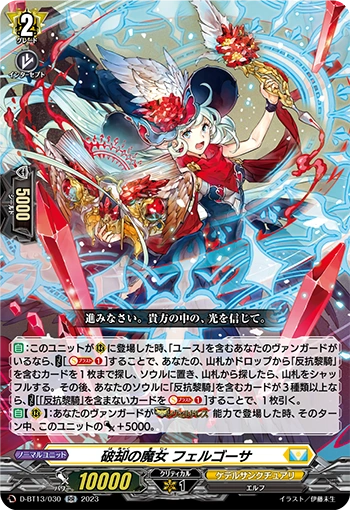 2
グレード
インターセプト
5000
シールド
進みなさい。貴方の中の、光を信じて。
自:このユニットがRに登場した時、「ユース」を含むあなたのヴァンガードが
いるなら、【ソウルブラスト1】することで、あなたの、山札かドロップから「反抗黎騎」
を含むカードを1枚まで探し、ソウルに置き、山札から探したら、山札をシャッ
フルする。その後、あなたのソウルに「反抗黎騎」を含むカードが3種類以上な
ら、「反抗黎騎」を含まないカードを1することで、1枚引く。
自【R】:あなたのヴァンガードが能力で登場した時、そのター
ン中、このユニットのパワー+5000。
ノーマルユニット
破却の魔女 フェルゴーサ
パワー
10000
クリティカル
1
ケテルサンクチュアリ
エルフ
D-BT13/030 RR 2023
イラスト/伊藤未生